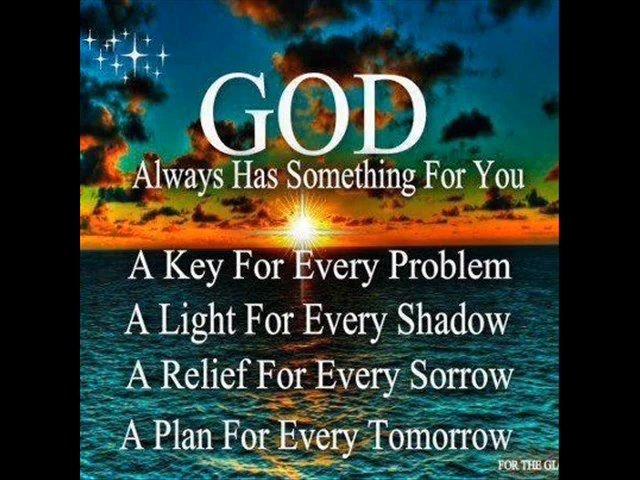 GOD
Always Has Something For You
A Key For Every Problem
A Light For Every Shadow
A Relief For Every Sorrow
A Plan For Every Tomorrow
FOR THE